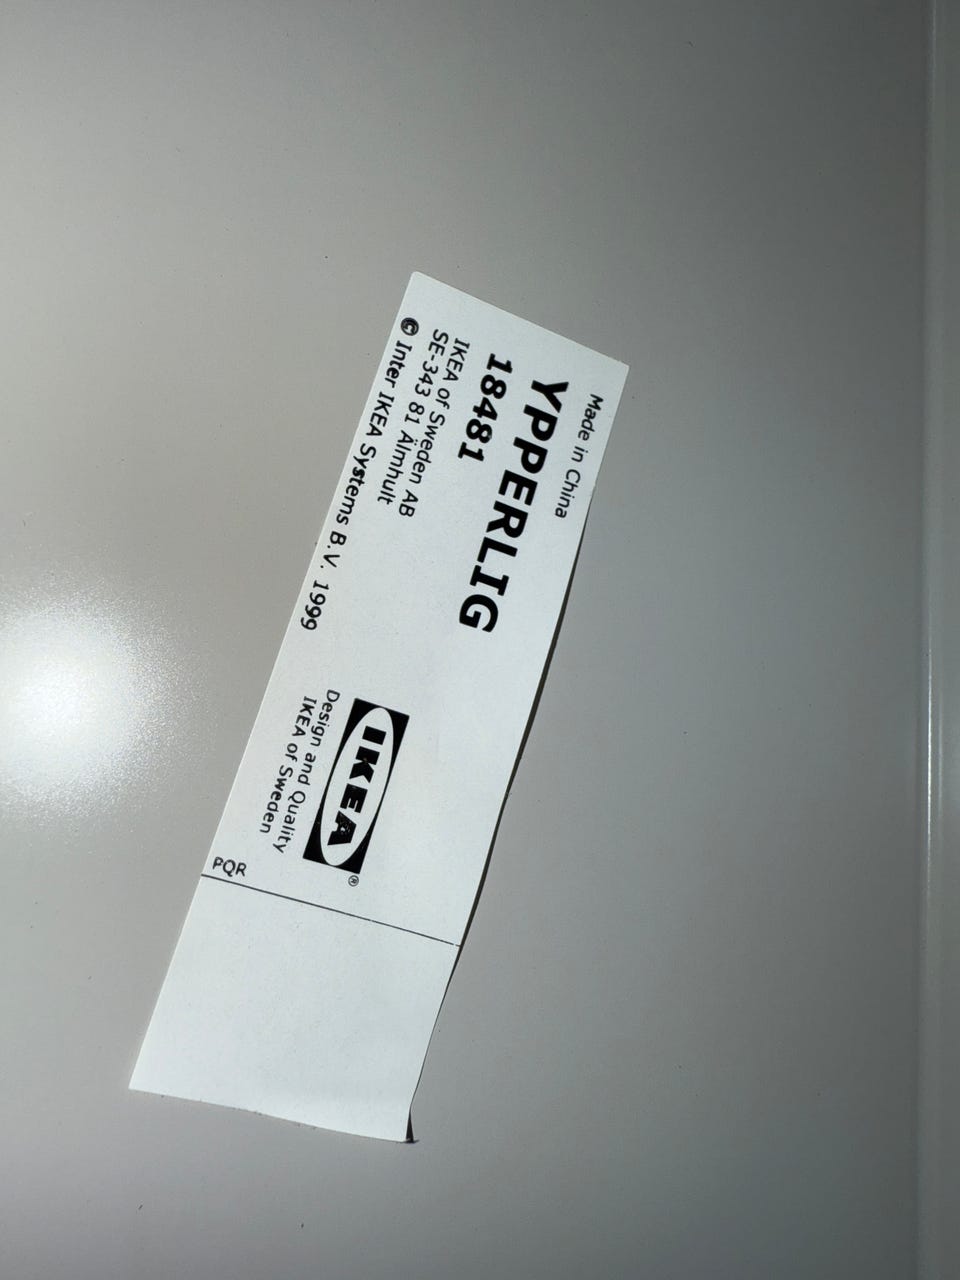 Made in China
YPPERLIG
18481
IKEA of Sweden AB
SE-343 81 Älmhult
© Inter IKEA Systems B.V. 1999
IKEA®
Design and Quality
IKEA of Sweden
PQR